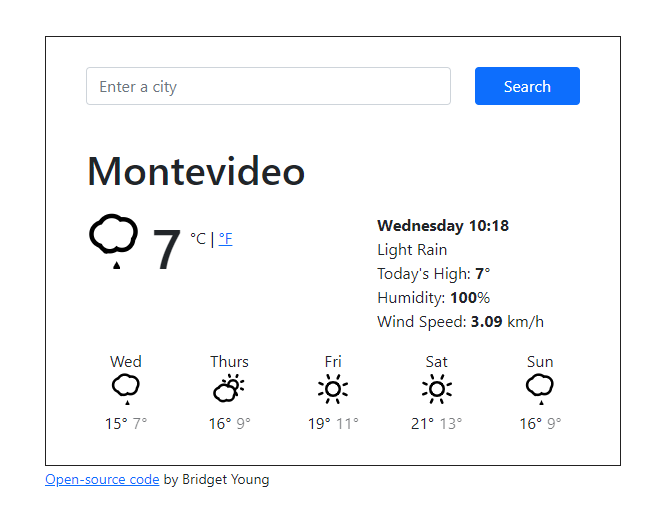 Enter a city Search
Montevideo
7 °C | °F
Wednesday 10:18
Light Rain
Today's High: 7°
Humidity: 100%
Wind Speed: 3.09 km/h
Wed Thurs Fri Sat Sun
15° 7° 16° 9° 19° 11° 21° 13° 16° 9°
Open-source code by Bridget Young